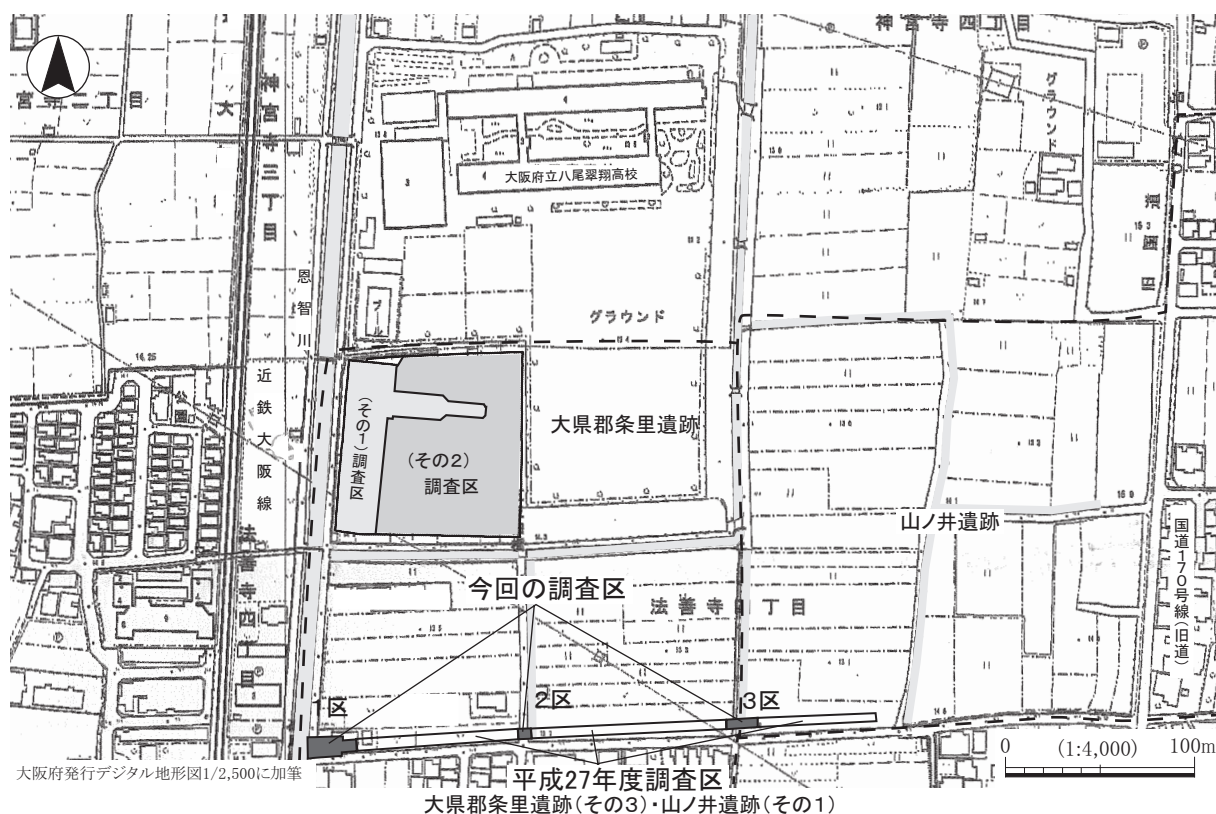 神宮寺四丁目
宮寺二丁目
大
神宮寺三丁目
グラウンド
大阪府立八尾翠翔高校
旧国道
恩智川
プール
グラウンド
16.25
近鉄大阪線
公園
(その1)調査区
(その2)
調査区
大県郡条里遺跡
山ノ井遺跡
国道170号線(旧道)
今回の調査区
法善寺四丁目
法善寺四丁目
1区
2区
3区
0 (1:4,000) 100m
大阪府発行デジタル地形図1/2,500に加筆
平成27年度調査区
大県郡条里遺跡(その3)・山ノ井遺跡(その1)